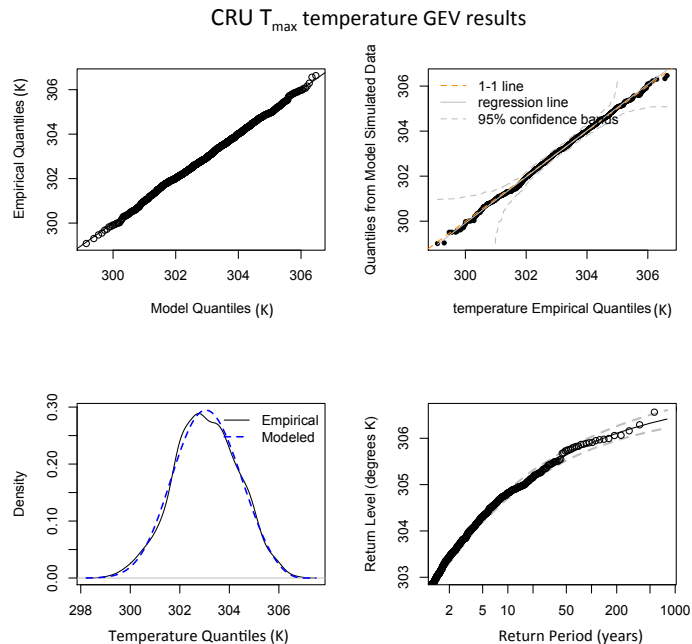 CRU Tmax temperature GEV results
Empirical Quantiles (K)
306
304
302
300
300 302 304 306
Model Quantiles (K)
Quantiles from Model Simulated Data
306
304
302
300
1-1 line
regression line
95% confidence bands
300 302 304 306
temperature Empirical Quantiles (K)
Density
0.30
0.20
0.10
0.00
Empirical
Modeled
298 300 302 304 306
Temperature Quantiles (K)
Return Level (degrees K)
306
305
304
303
2 5 10 20 50 200 1000
Return Period (years)